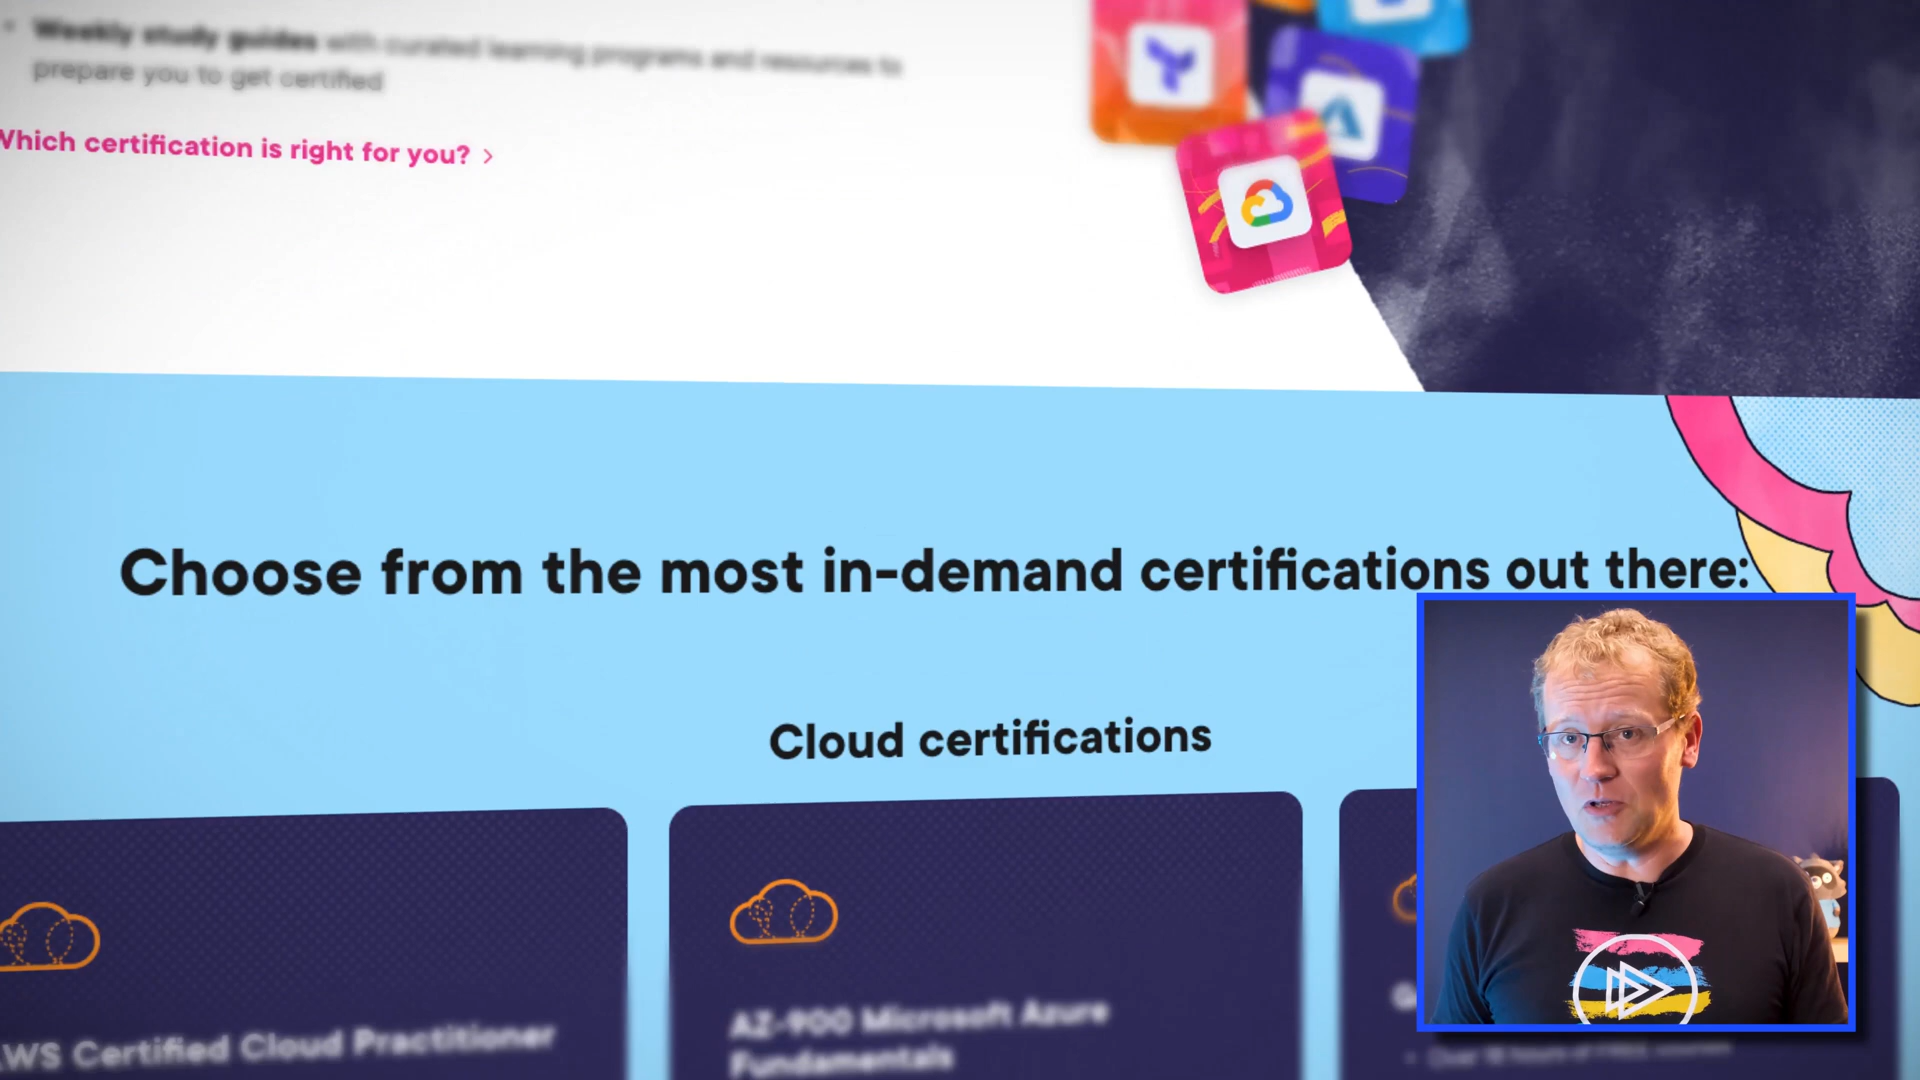 Weekly study guides with curated learning programs and resources to
prepare you to get certified
Which certification is right for you? >
Choose from the most in-demand certifications out there:
Cloud certifications
AWS Certified Cloud Practitioner
AZ-900 Microsoft Azure
Fundamentals